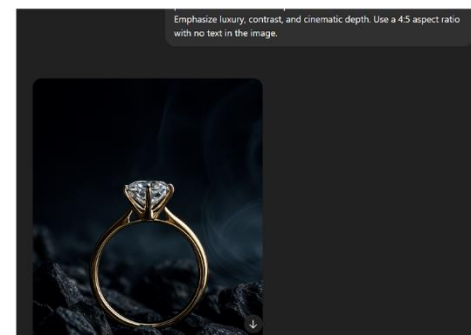 Emphasize luxury, contrast, and cinematic depth. Use a 4:5 aspect ratio
with no text in the image.